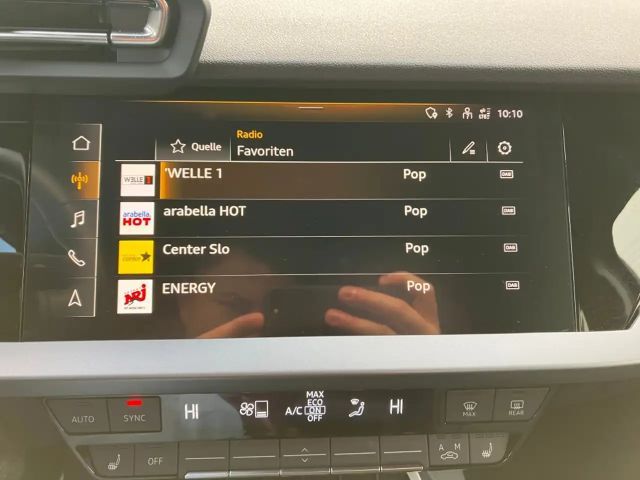 10:10
Quelle
Radio
Favoriten
WELLE 1
'WELLE 1 Pop DAB
arabella HOT
arabella HOT Pop DAB
center
Center Slo Pop DAB
NRJ
ENERGY Pop DAB
AUTO
SYNC
HI
A/C
MAX
ECO
ON
OFF
HI
MAX
REAR
OFF
A M